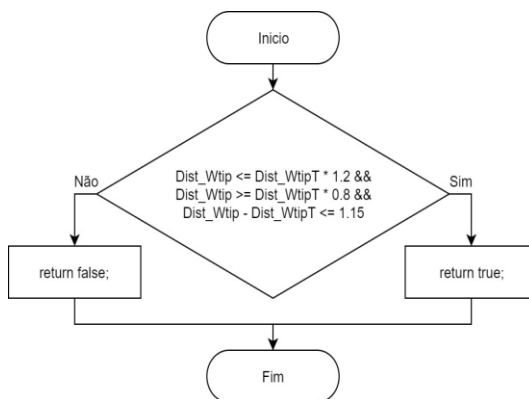 Inicio
Dist_Wtip <= Dist_WtipT * 1.2 &&
Dist_Wtip >= Dist_WtipT * 0.8 &&
Dist_Wtip - Dist_WtipT <= 1.15
Não
Sim
return false;
return true;
Fim